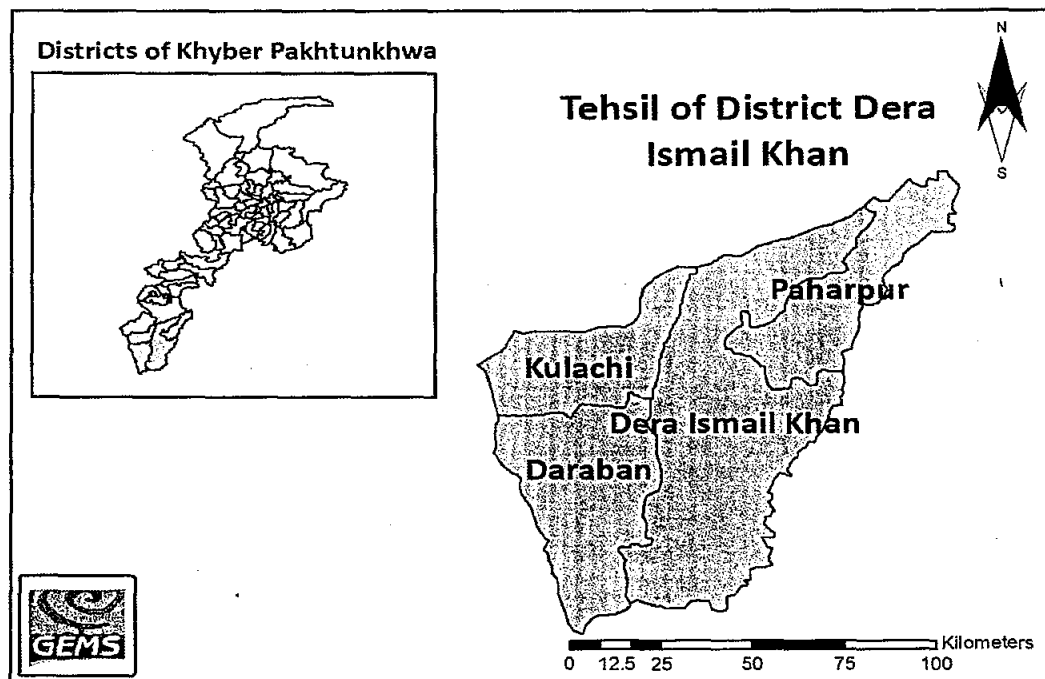 Districts of Khyber Pakhtunkhwa
N
S
Tehsil of District Dera
Ismail Khan
Paharpur
Kulachi
Dera Ismail Khan
Daraban
GEMS
Kilometers
0 12.5 25 50 75 100